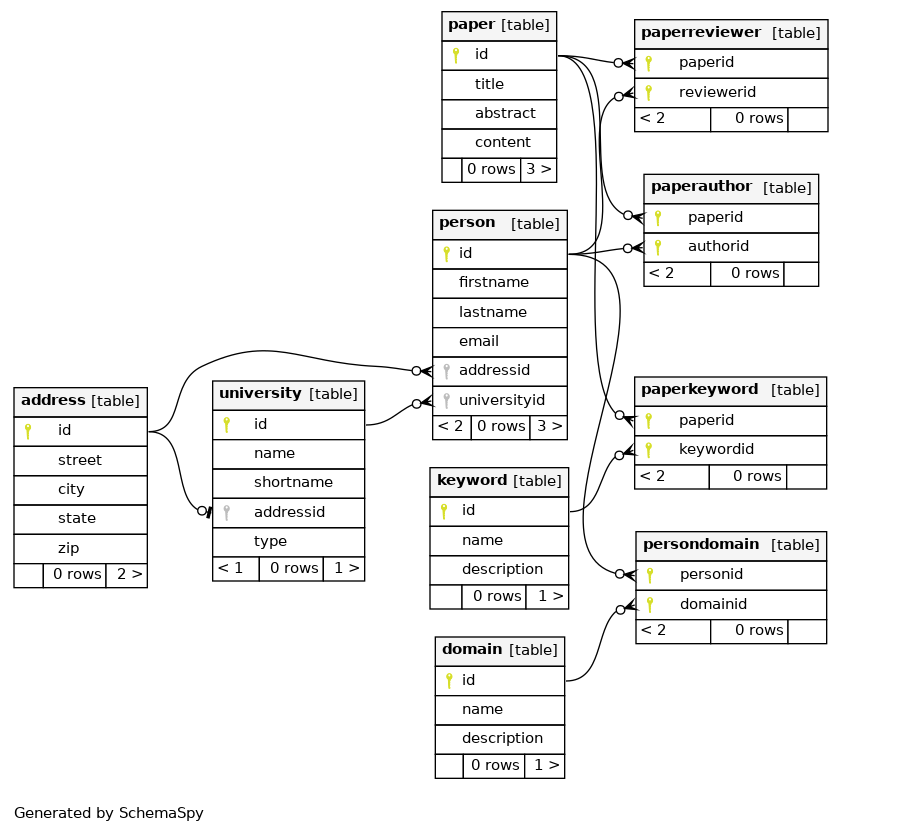 paper [table]
id
title
abstract
content
0 rows 3 >
paperreviewer [table]
paperid
reviewerid
< 2 0 rows
paperauthor [table]
paperid
authorid
< 2 0 rows
person [table]
id
firstname
lastname
email
addressid
universityid
< 2 0 rows 3 >
address [table]
id
street
city
state
zip
0 rows 2 >
university [table]
id
name
shortname
addressid
type
< 1 0 rows 1 >
paperkeyword [table]
paperid
keywordid
< 2 0 rows
keyword [table]
id
name
description
0 rows 1 >
persondomain [table]
personid
domainid
< 2 0 rows
domain [table]
id
name
description
0 rows 1 >
Generated by SchemaSpy